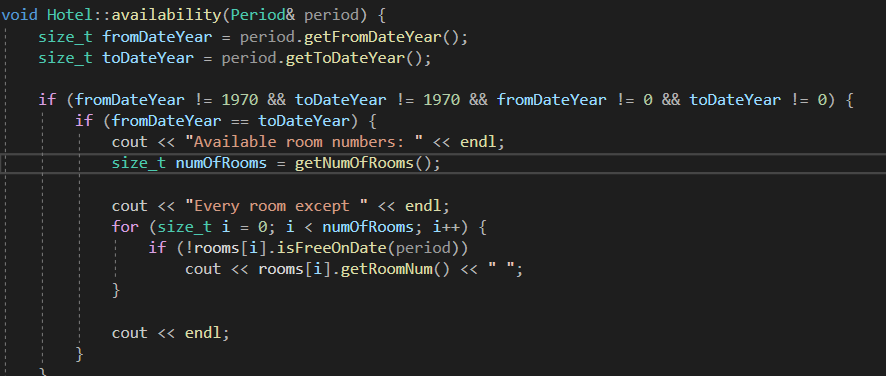 void Hotel::availability(Period& period) {
    size_t fromDateYear = period.getFromDateYear();
    size_t toDateYear = period.getToDateYear();

    if (fromDateYear != 1970 && toDateYear != 1970 && fromDateYear != 0 && toDateYear != 0) {
        if (fromDateYear == toDateYear) {
            cout << "Available room numbers: " << endl;
            size_t numOfRooms = getNumOfRooms();

            cout << "Every room except " << endl;
            for (size_t i = 0; i < numOfRooms; i++) {
                if (!rooms[i].isFreeOnDate(period))
                    cout << rooms[i].getRoomNum() << " ";
            }

            cout << endl;
        }
    }